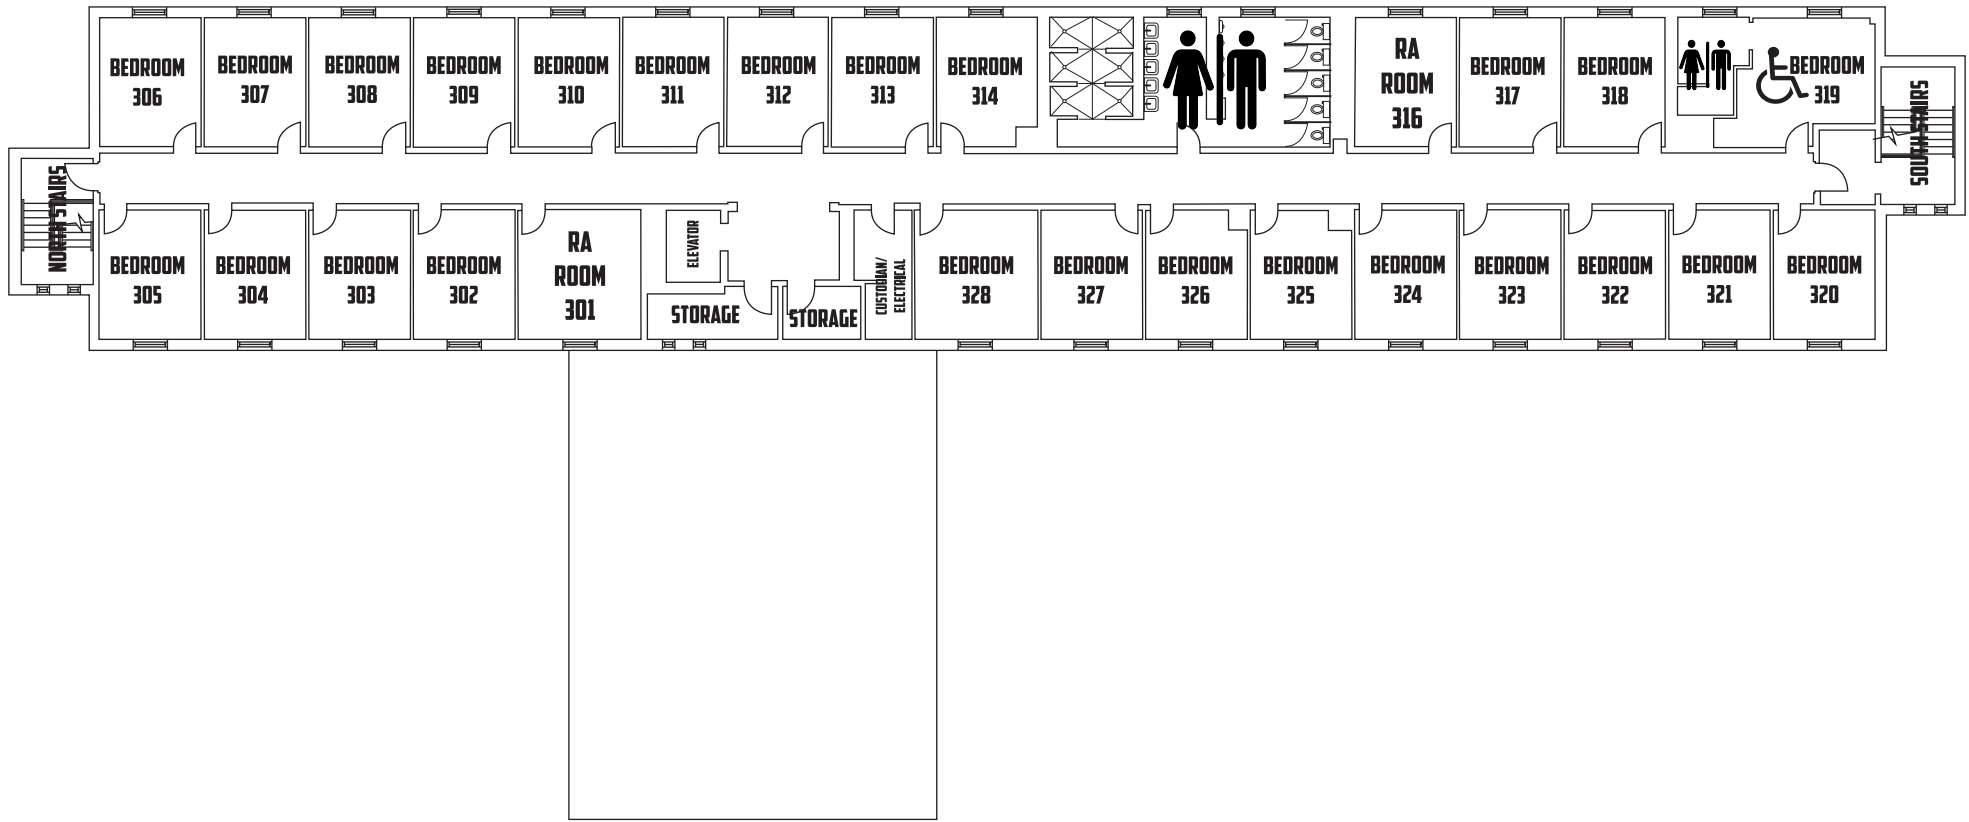 BEDROOM
306
BEDROOM
307
BEDROOM
308
BEDROOM
309
BEDROOM
310
BEDROOM
311
BEDROOM
312
BEDROOM
313
BEDROOM
314
RA
ROOM
316
BEDROOM
317
BEDROOM
318
BEDROOM
319
SOUTH STAIRS
NORTH STAIRS
BEDROOM
305
BEDROOM
304
BEDROOM
303
BEDROOM
302
RA
ROOM
301
ELEVATOR
STORAGE
STORAGE
CUSTODIAN/
ELECTRICAL
BEDROOM
328
BEDROOM
327
BEDROOM
326
BEDROOM
325
BEDROOM
324
BEDROOM
323
BEDROOM
322
BEDROOM
321
BEDROOM
320